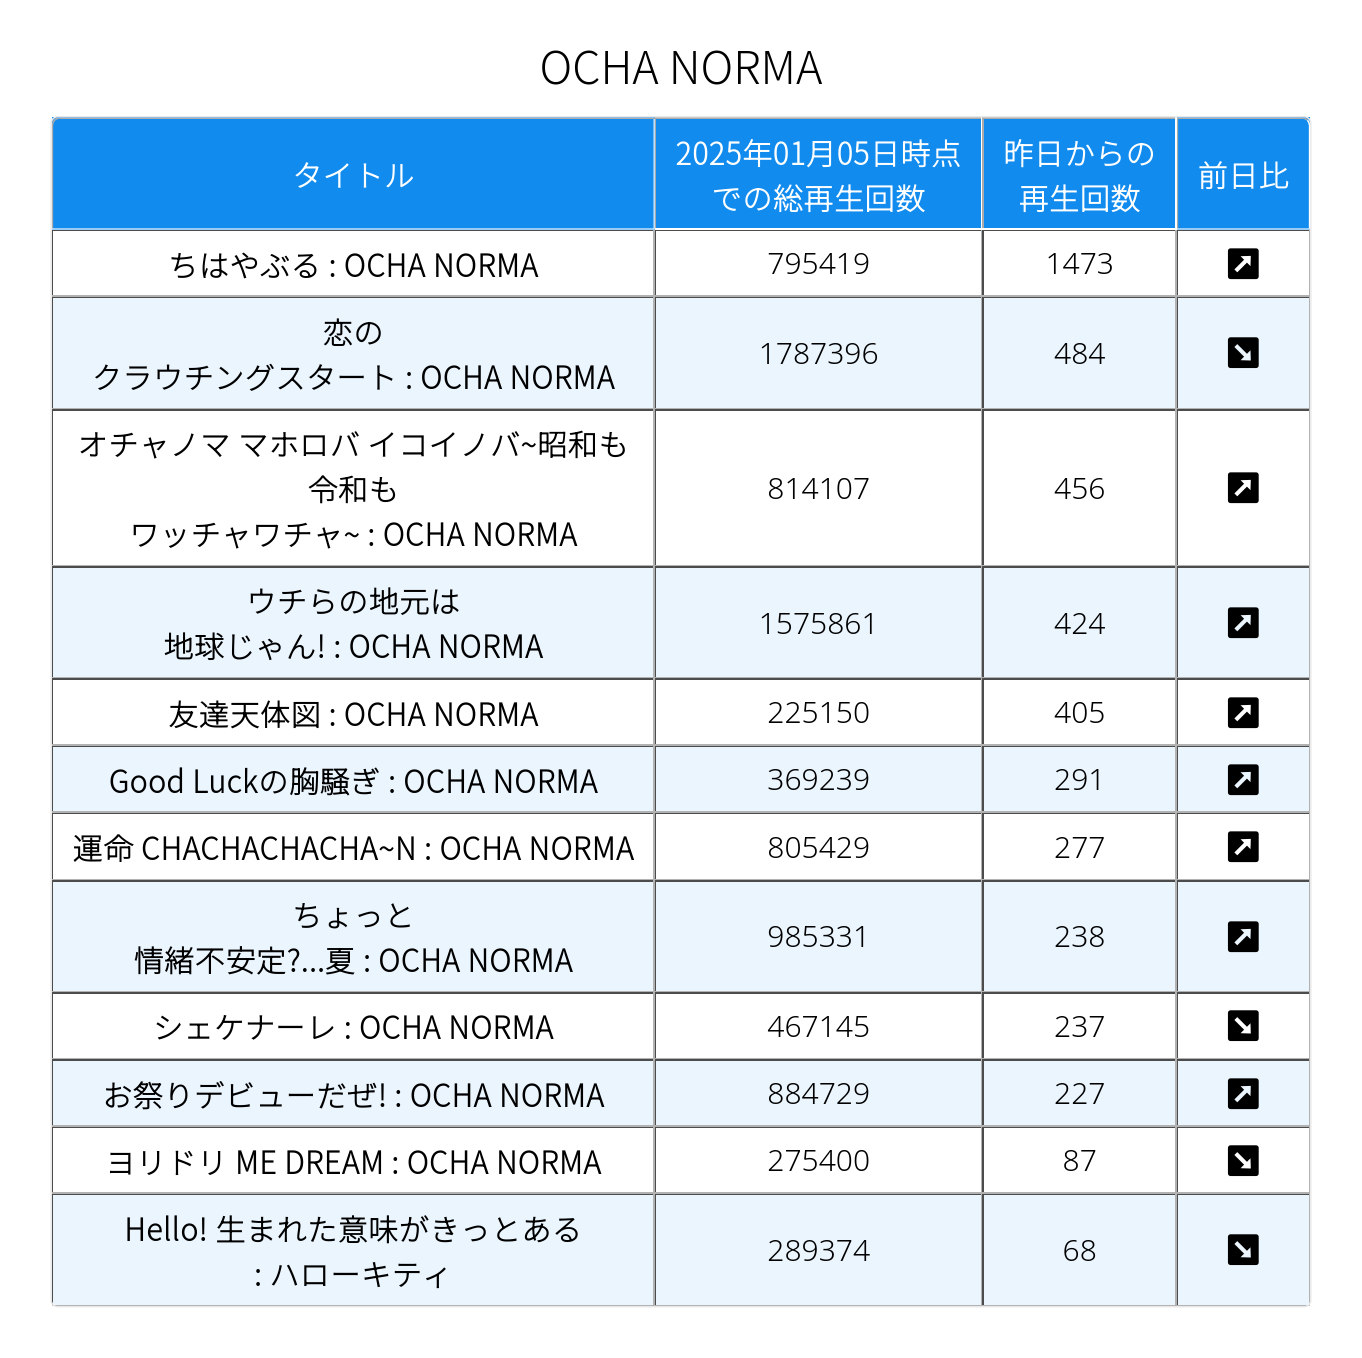 OCHA NORMA
タイトル
2025年01月05日時点
での総再生回数
昨日からの
再生回数
前日比
ちはやぶる : OCHA NORMA
795419
1473
恋の
クラウチングスタート : OCHA NORMA
1787396
484
オチャノマ マホロバ イコイノバ~昭和も
令和も
ワッチャワチャ~ : OCHA NORMA
814107
456
ウチらの地元は
地球じゃん! : OCHA NORMA
1575861
424
友達天体図 : OCHA NORMA
225150
405
Good Luckの胸騒ぎ : OCHA NORMA
369239
291
運命 CHACHACHACHA~N : OCHA NORMA
805429
277
ちょっと
情緒不安定?...夏 : OCHA NORMA
985331
238
シェケナーレ : OCHA NORMA
467145
237
お祭りデビューだぜ! : OCHA NORMA
884729
227
ヨリドリ ME DREAM : OCHA NORMA
275400
87
Hello! 生まれた意味がきっとある
: ハローキティ
289374
68